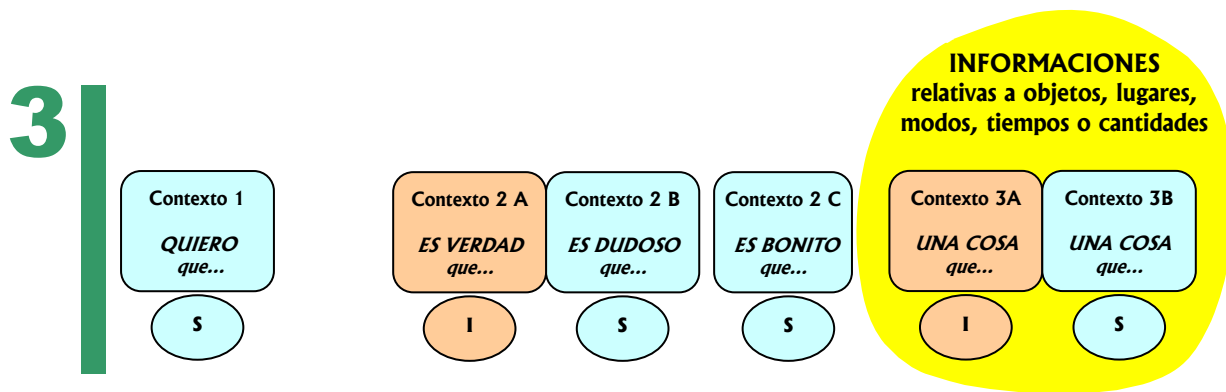 3
INFORMACIONES
relativas a objetos, lugares,
modos, tiempos o cantidades
Contexto 1
QUIERO
que...
S
Contexto 2 A
ES VERDAD
que...
I
Contexto 2 B
ES DUDOSO
que...
S
Contexto 2 C
ES BONITO
que...
S
Contexto 3A
UNA COSA
que...
I
Contexto 3B
UNA COSA
que...
S